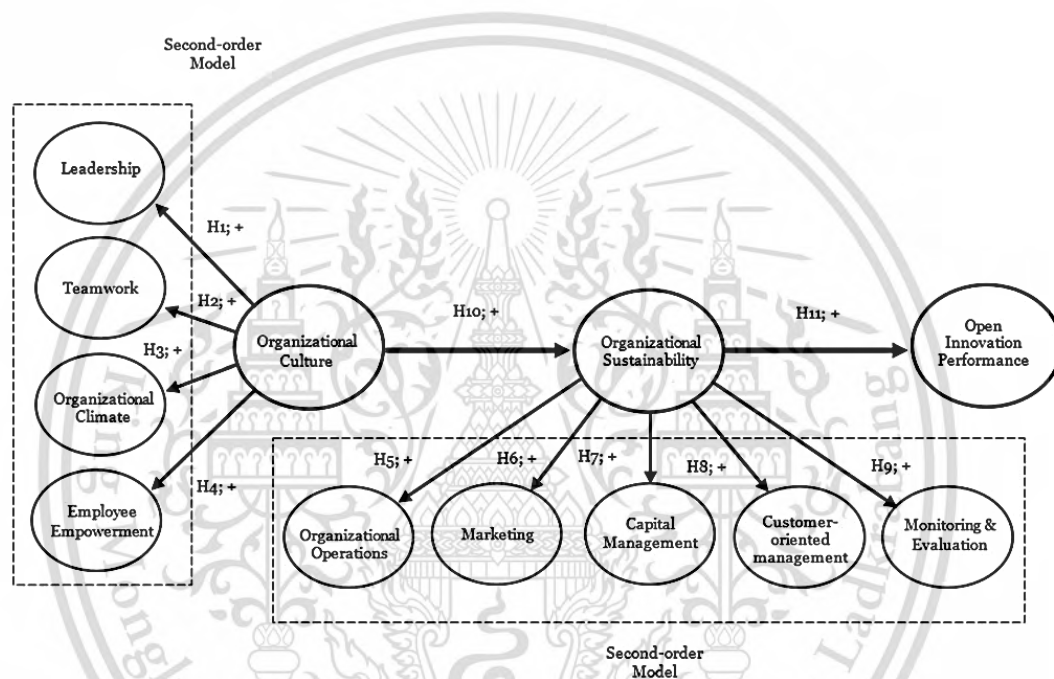 Second-order
Model
Leadership
H1; +
Teamwork
H2; +
H3; +
Organizational
Climate
H4; +
Employee
Empowerment
Organizational
Culture
H10; +
Organizational
Sustainability
H11; +
Open
Innovation
Performance
H5; +
H6; +
H7; +
H8; +
H9; +
Organizational
Operations
Marketing
Capital
Management
Customer-
oriented
management
Monitoring &
Evaluation
Second-order
Model